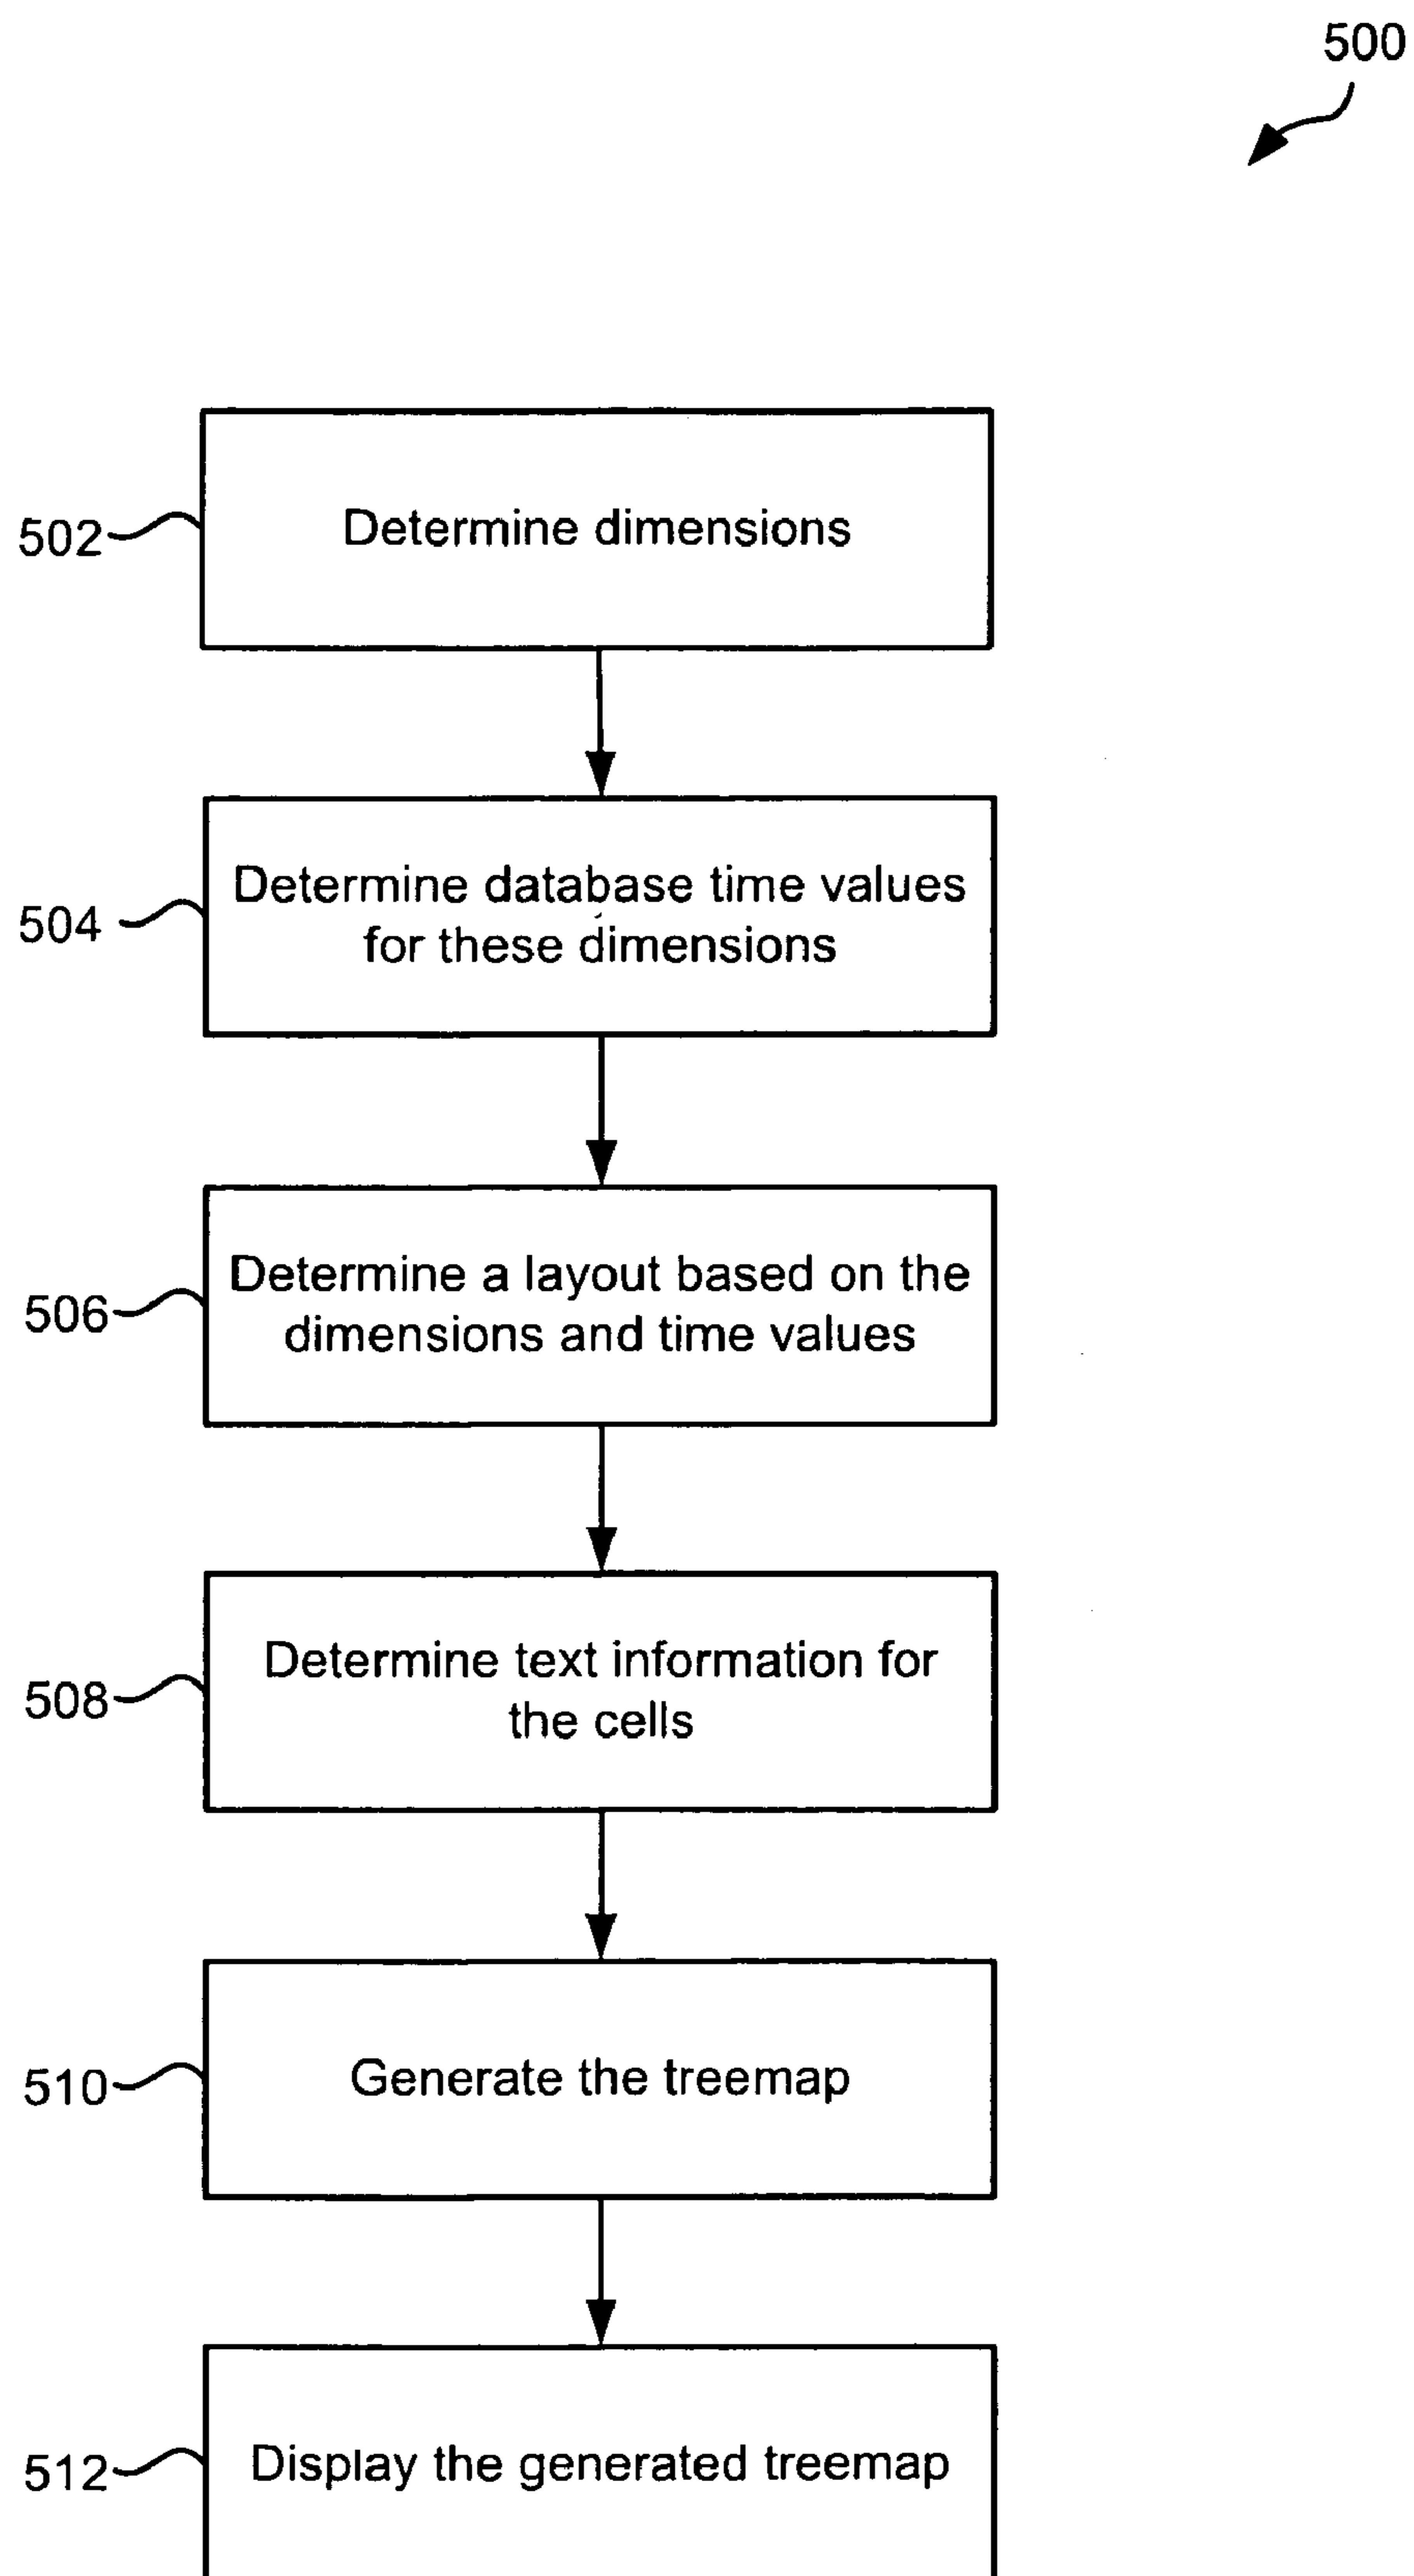 500
502
Determine dimensions
504
Determine database time values
for these dimensions
506
Determine a layout based on the
dimensions and time values
508
Determine text information for
the cells
510
Generate the treemap
512
Display the generated treemap